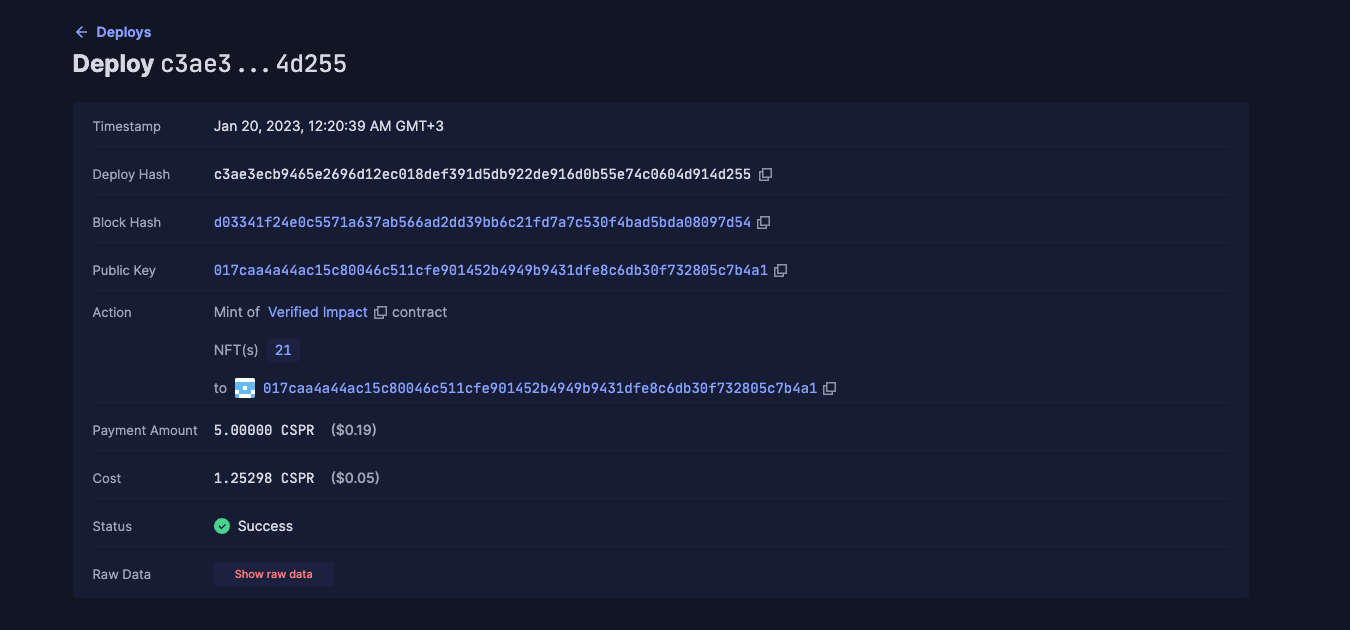 Deploys
Deploy c3ae3...4d255
Timestamp Jan 20, 2023, 12:20:39 AM GMT+3
Deploy Hash c3ae3ecb9465e2696d12ec018def391d5db922de916d0b55e74c0604d914d255
Block Hash d03341f24e0c5571a637ab566ad2dd39bb6c21fd7a7c530f4bad5bda08097d54
Public Key 017caa4a44ac15c80046c511cfe901452b4949b9431dfe8c6db30f732805c7b4a1
Action Mint of Verified Impact contract
NFT(s) 21
to 017caa4a44ac15c80046c511cfe901452b4949b9431dfe8c6db30f732805c7b4a1
Payment Amount 5.00000 CSPR ($0.19)
Cost 1.25298 CSPR ($0.05)
Status Success
Raw Data Show raw data